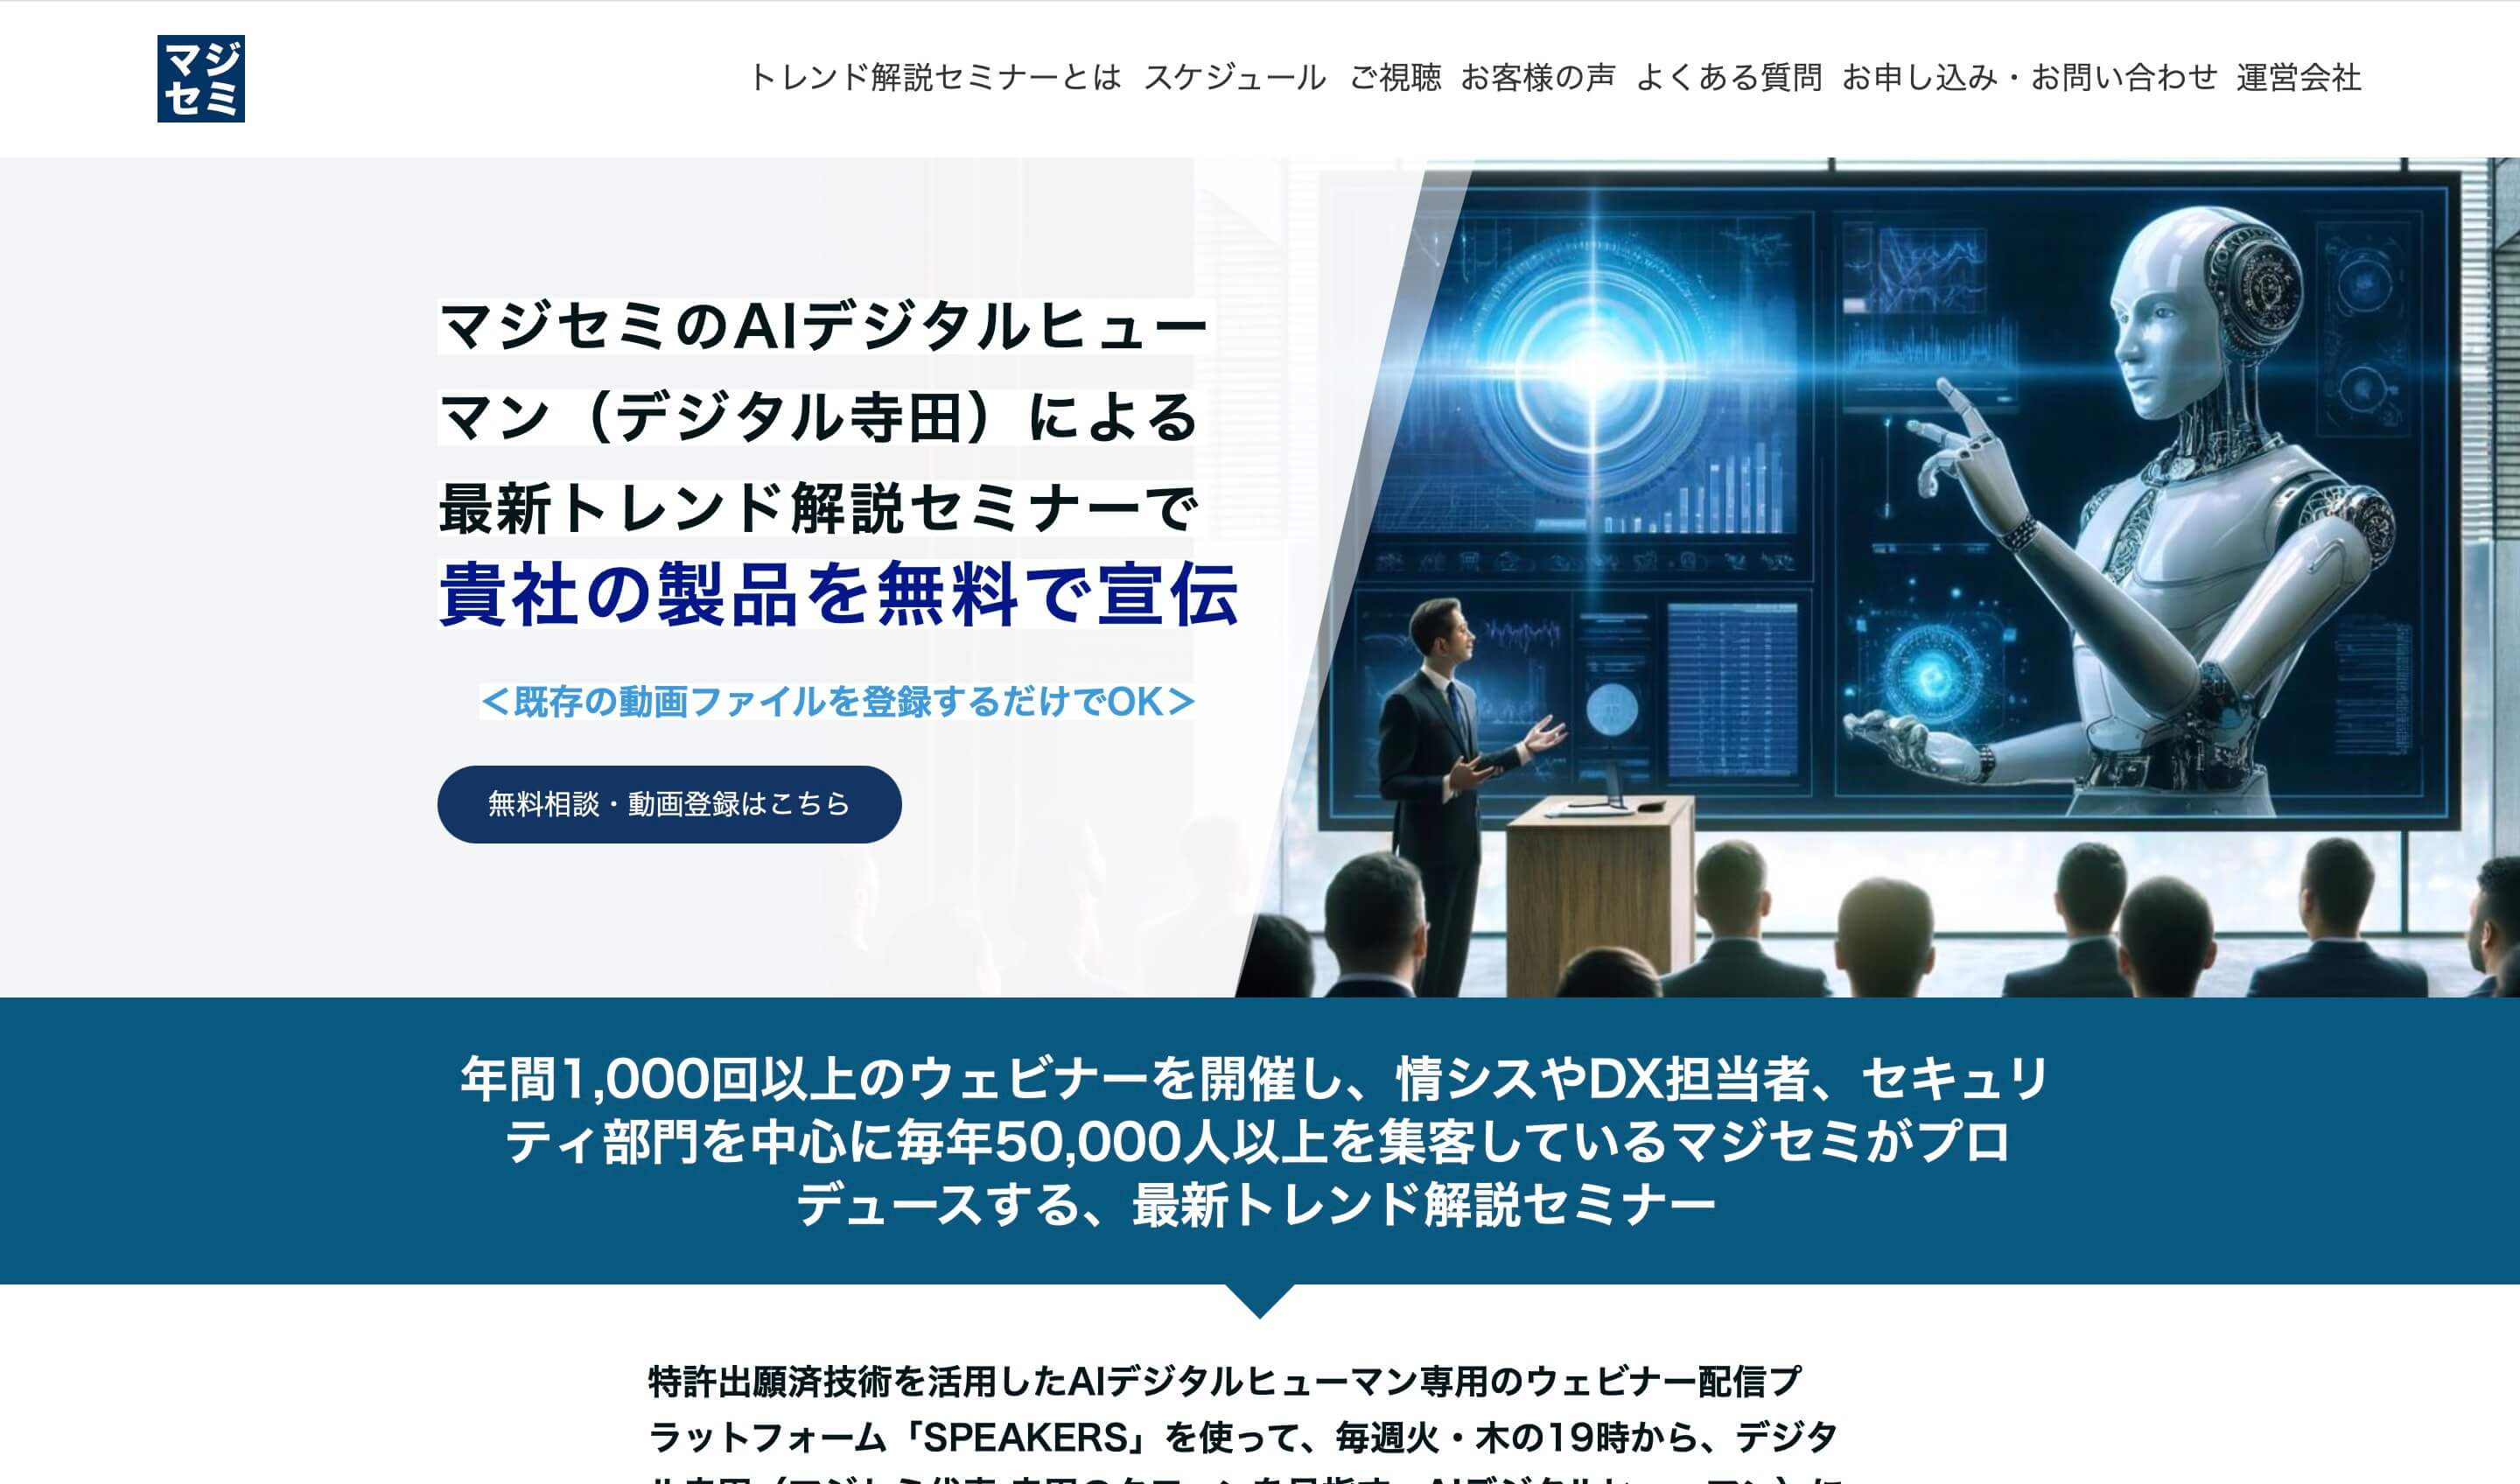 マジ
セミ
トレンド解説セミナーとは スケジュール ご視聴 お客様の声 よくある質問 お申し込み・お問い合わせ 運営会社
マジセミのAIデジタルヒュー
マン（デジタル寺田）による
最新トレンド解説セミナーで
貴社の製品を無料で宣伝
＜既存の動画ファイルを登録するだけでOK＞
無料相談・動画登録はこちら
年間1,000回以上のウェビナーを開催し、情シスやDX担当者、セキュリ
ティ部門を中心に毎年50,000人以上を集客しているマジセミがプロ
デュースする、最新トレンド解説セミナー
特許出願済技術を活用したAIデジタルヒューマン専用のウェビナー配信プ
ラットフォーム「SPEAKERS」を使って、毎週火・木の19時から、デジタ